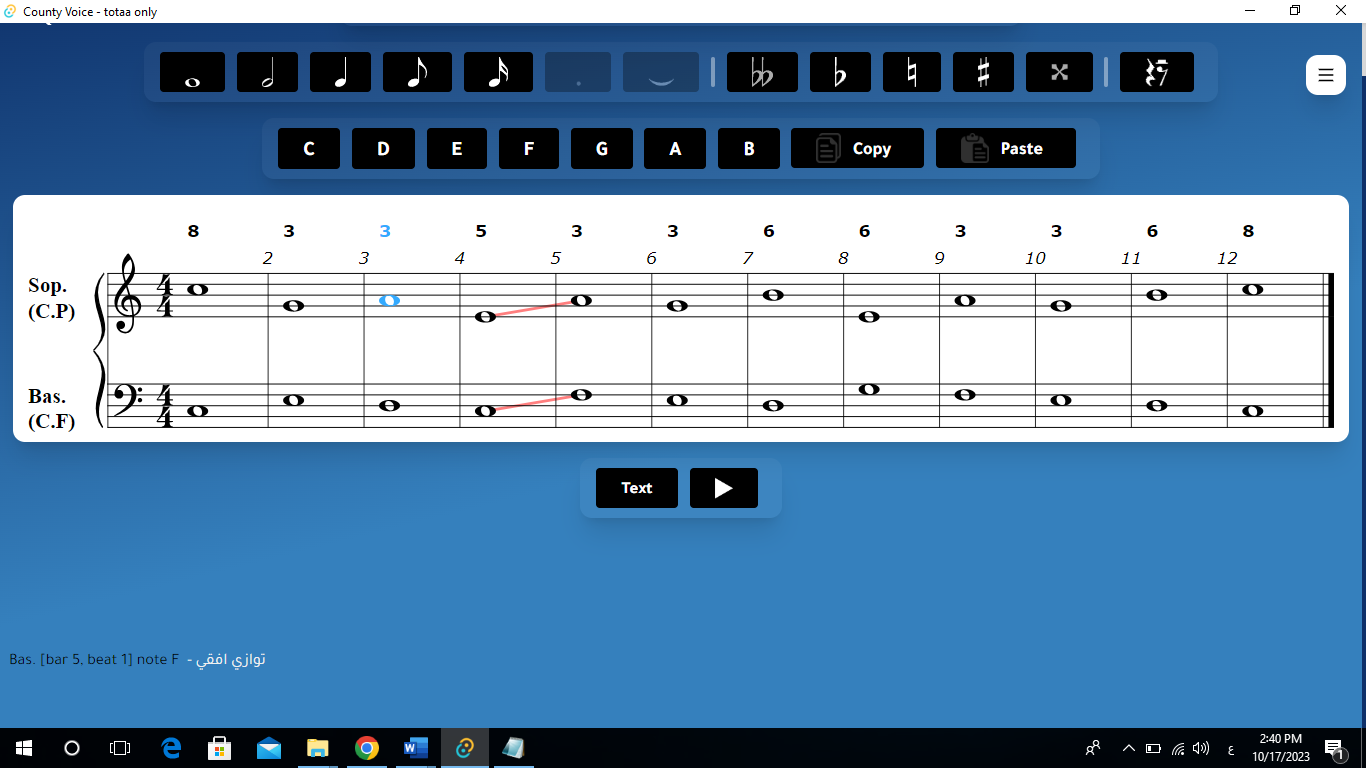 County Voice - totaa only
C D E F G A B Copy Paste
8 3 3 5 3 3 6 6 3 3 6 8
2 3 4 5 6 7 8 9 10 11 12
Sop.
(C.P)
4
4
Bas.
(C.F)
4
4
Text
Bas. [bar 5, beat 1] note F - توازي افقي
ع
2:40 PM
10/17/2023
1